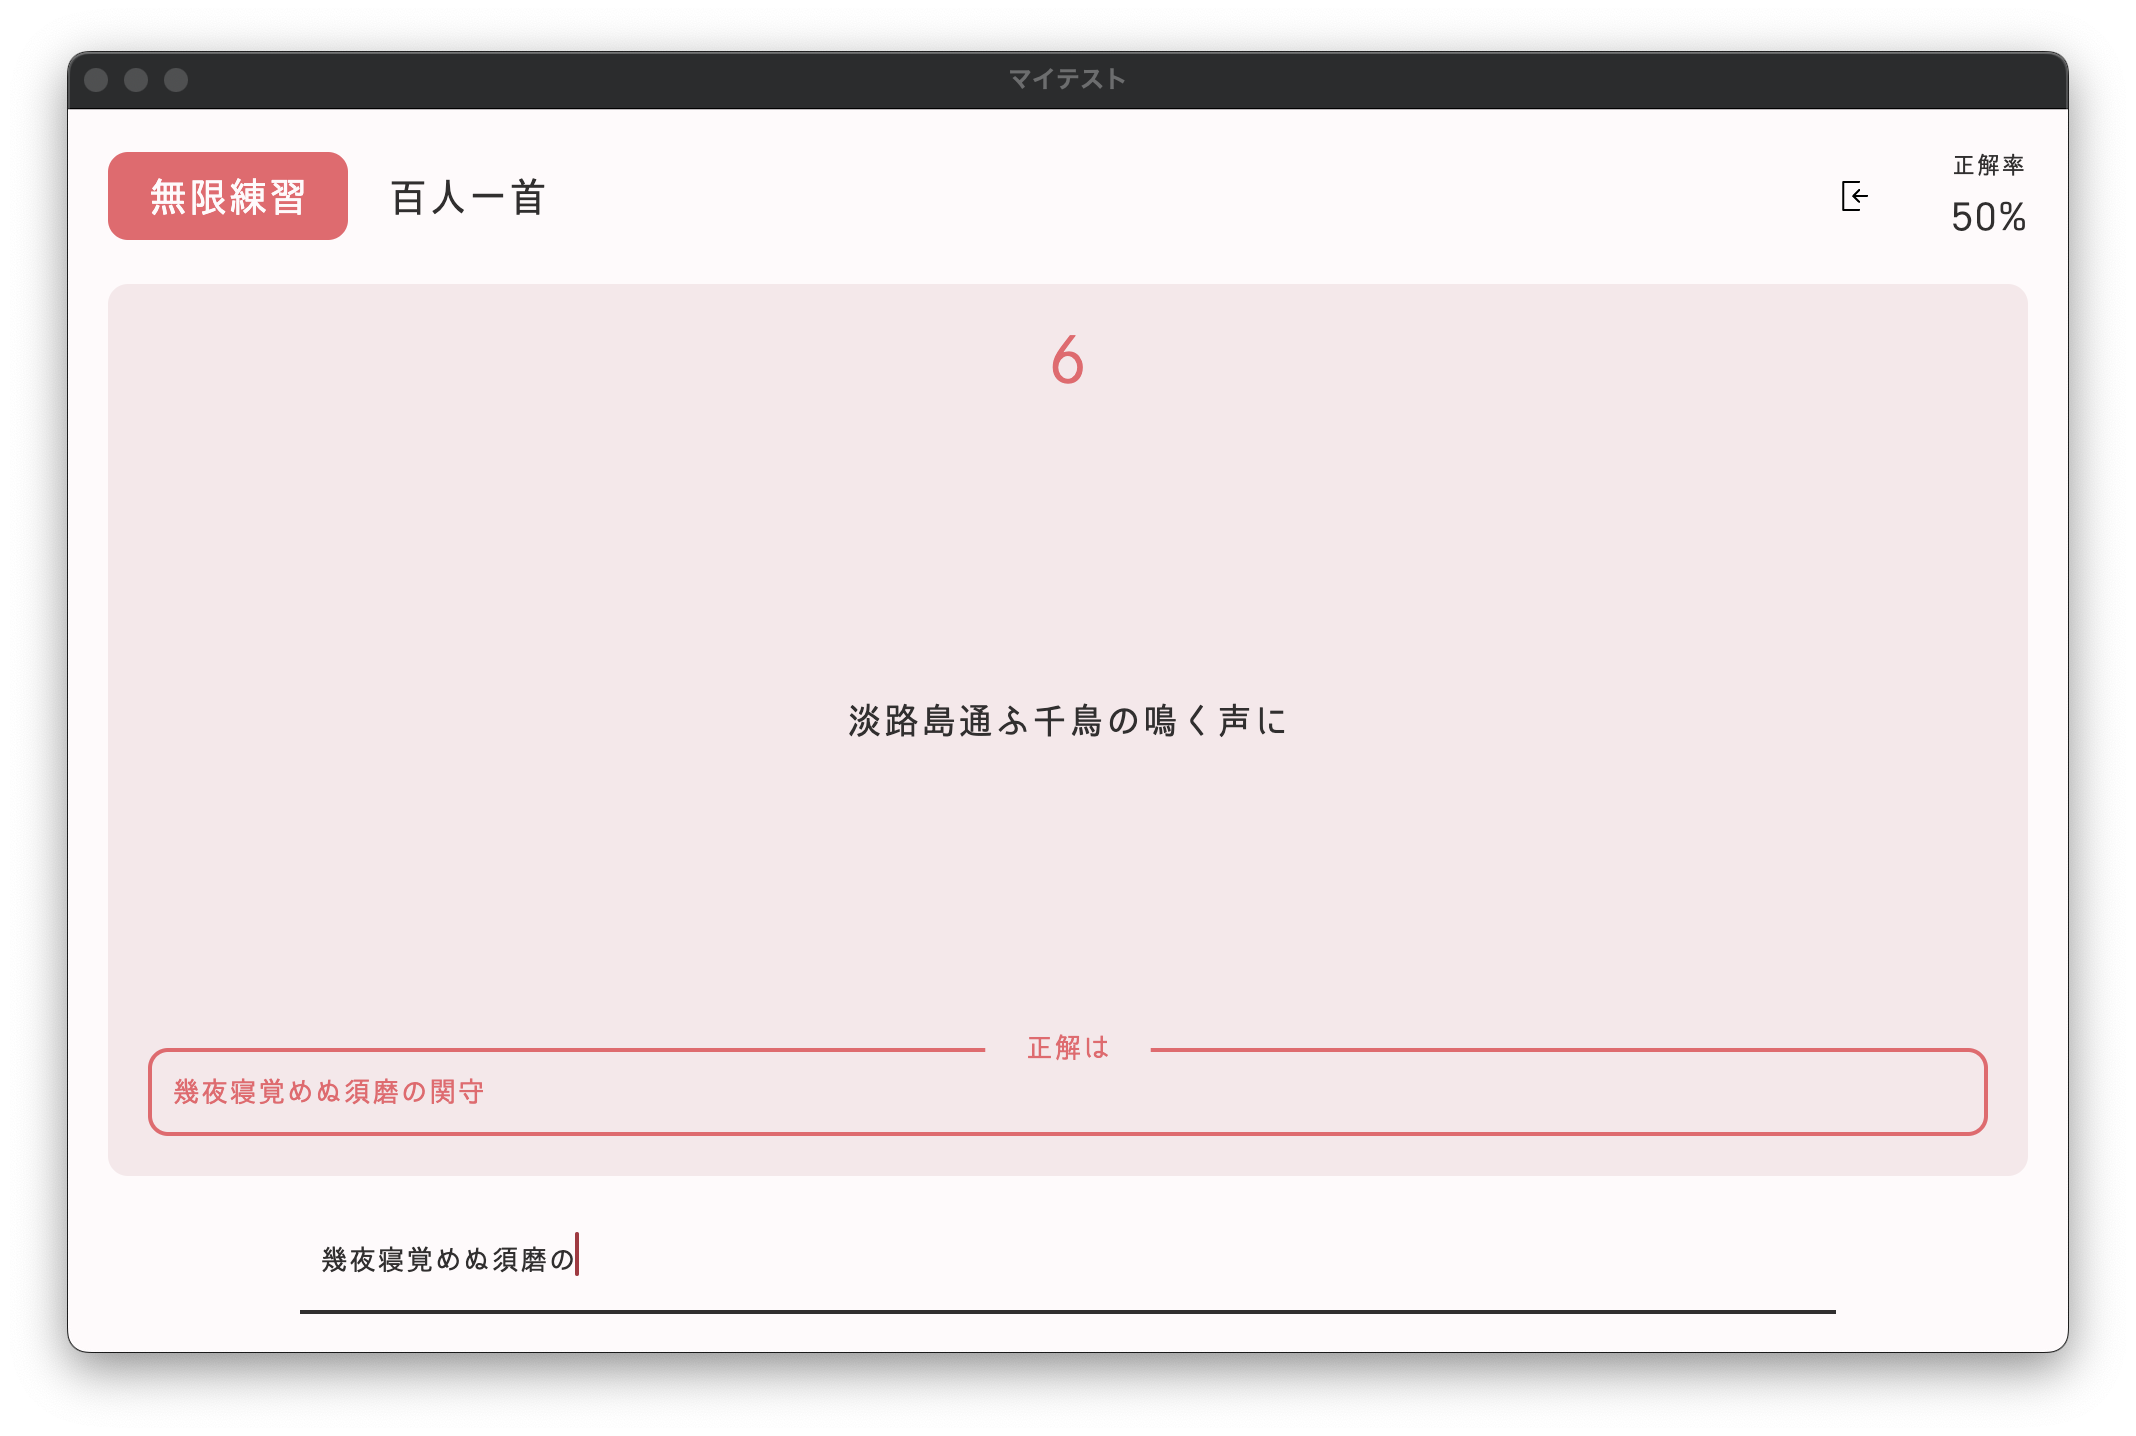 マイテスト
無限練習
百人一首
正解率
50%
6
淡路島通ふ千鳥の鳴く声に
正解は
幾夜寝覚めぬ須磨の関守
幾夜寝覚めぬ須磨の